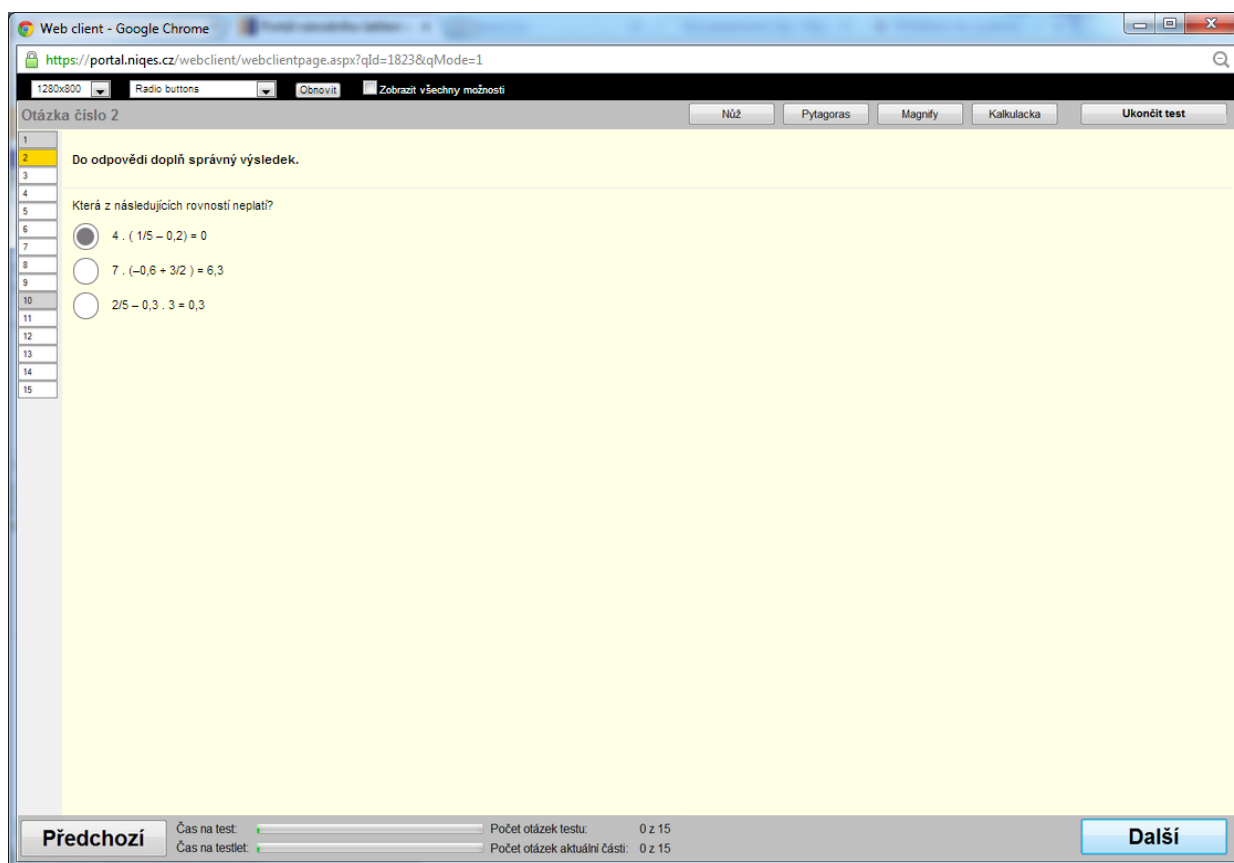 Web client - Google Chrome
https://portal.niqes.cz/webclient/webclientpage.aspx?qId=1823&qMode=1
1280x800 Radio buttons Obnovit Zobrazit všechny možnosti
Otázka číslo 2 Nůž Pytagoras Magnify Kalkulacka Ukončit test
1
2
3
4
5
6
7
8
9
10
11
12
13
14
15
Do odpovědi doplň správný výsledek.
Která z následujících rovností neplatí?
4 . ( 1/5 – 0,2) = 0
7 . (–0,6 + 3/2 ) = 6,3
2/5 – 0,3 . 3 = 0,3
Předchozí
Čas na test: Počet otázek testu: 0 z 15
Čas na testlet: Počet otázek aktuální části: 0 z 15
Další